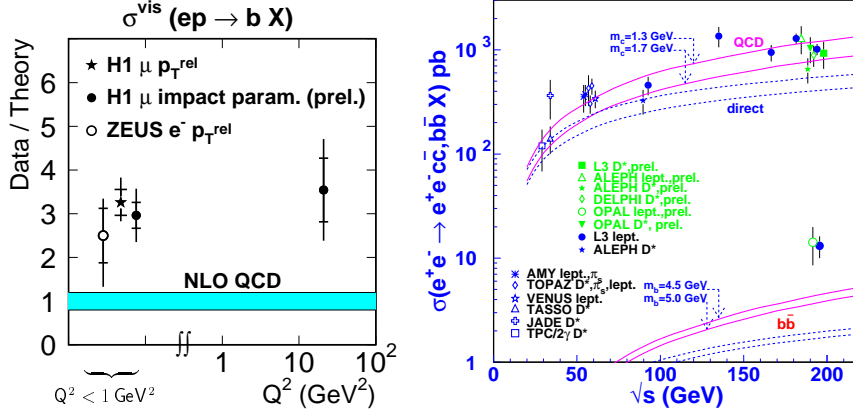 σᵛⁱˢ (ep → b X)
Data / Theory
★ H1 μ p_T^rel
● H1 μ impact param. (prel.)
○ ZEUS e⁻ p_T^rel
7
6
5
4
3
2
1
0
NLO QCD
1 10 10²
Q² (GeV²)
Q² < 1 GeV²
σ(e⁺e⁻ → e⁺e⁻cc̄,bb̄ X) pb
10³
10²
10
1
m_c=1.3 GeV
m_c=1.7 GeV
QCD
direct
L3 D*,prel.
ALEPH lept.,prel.
ALEPH D*,prel.
DELPHI D*,prel.
OPAL lept.,prel.
OPAL D*, prel.
L3 lept.
ALEPH D*
AMY lept.,π_s
TOPAZ D*,π_s,lept.
VENUS lept.
TASSO D*
JADE D*
TPC/2γ D*
m_b=4.5 GeV
m_b=5.0 GeV
bb̄
0 50 100 150 200
√s (GeV)